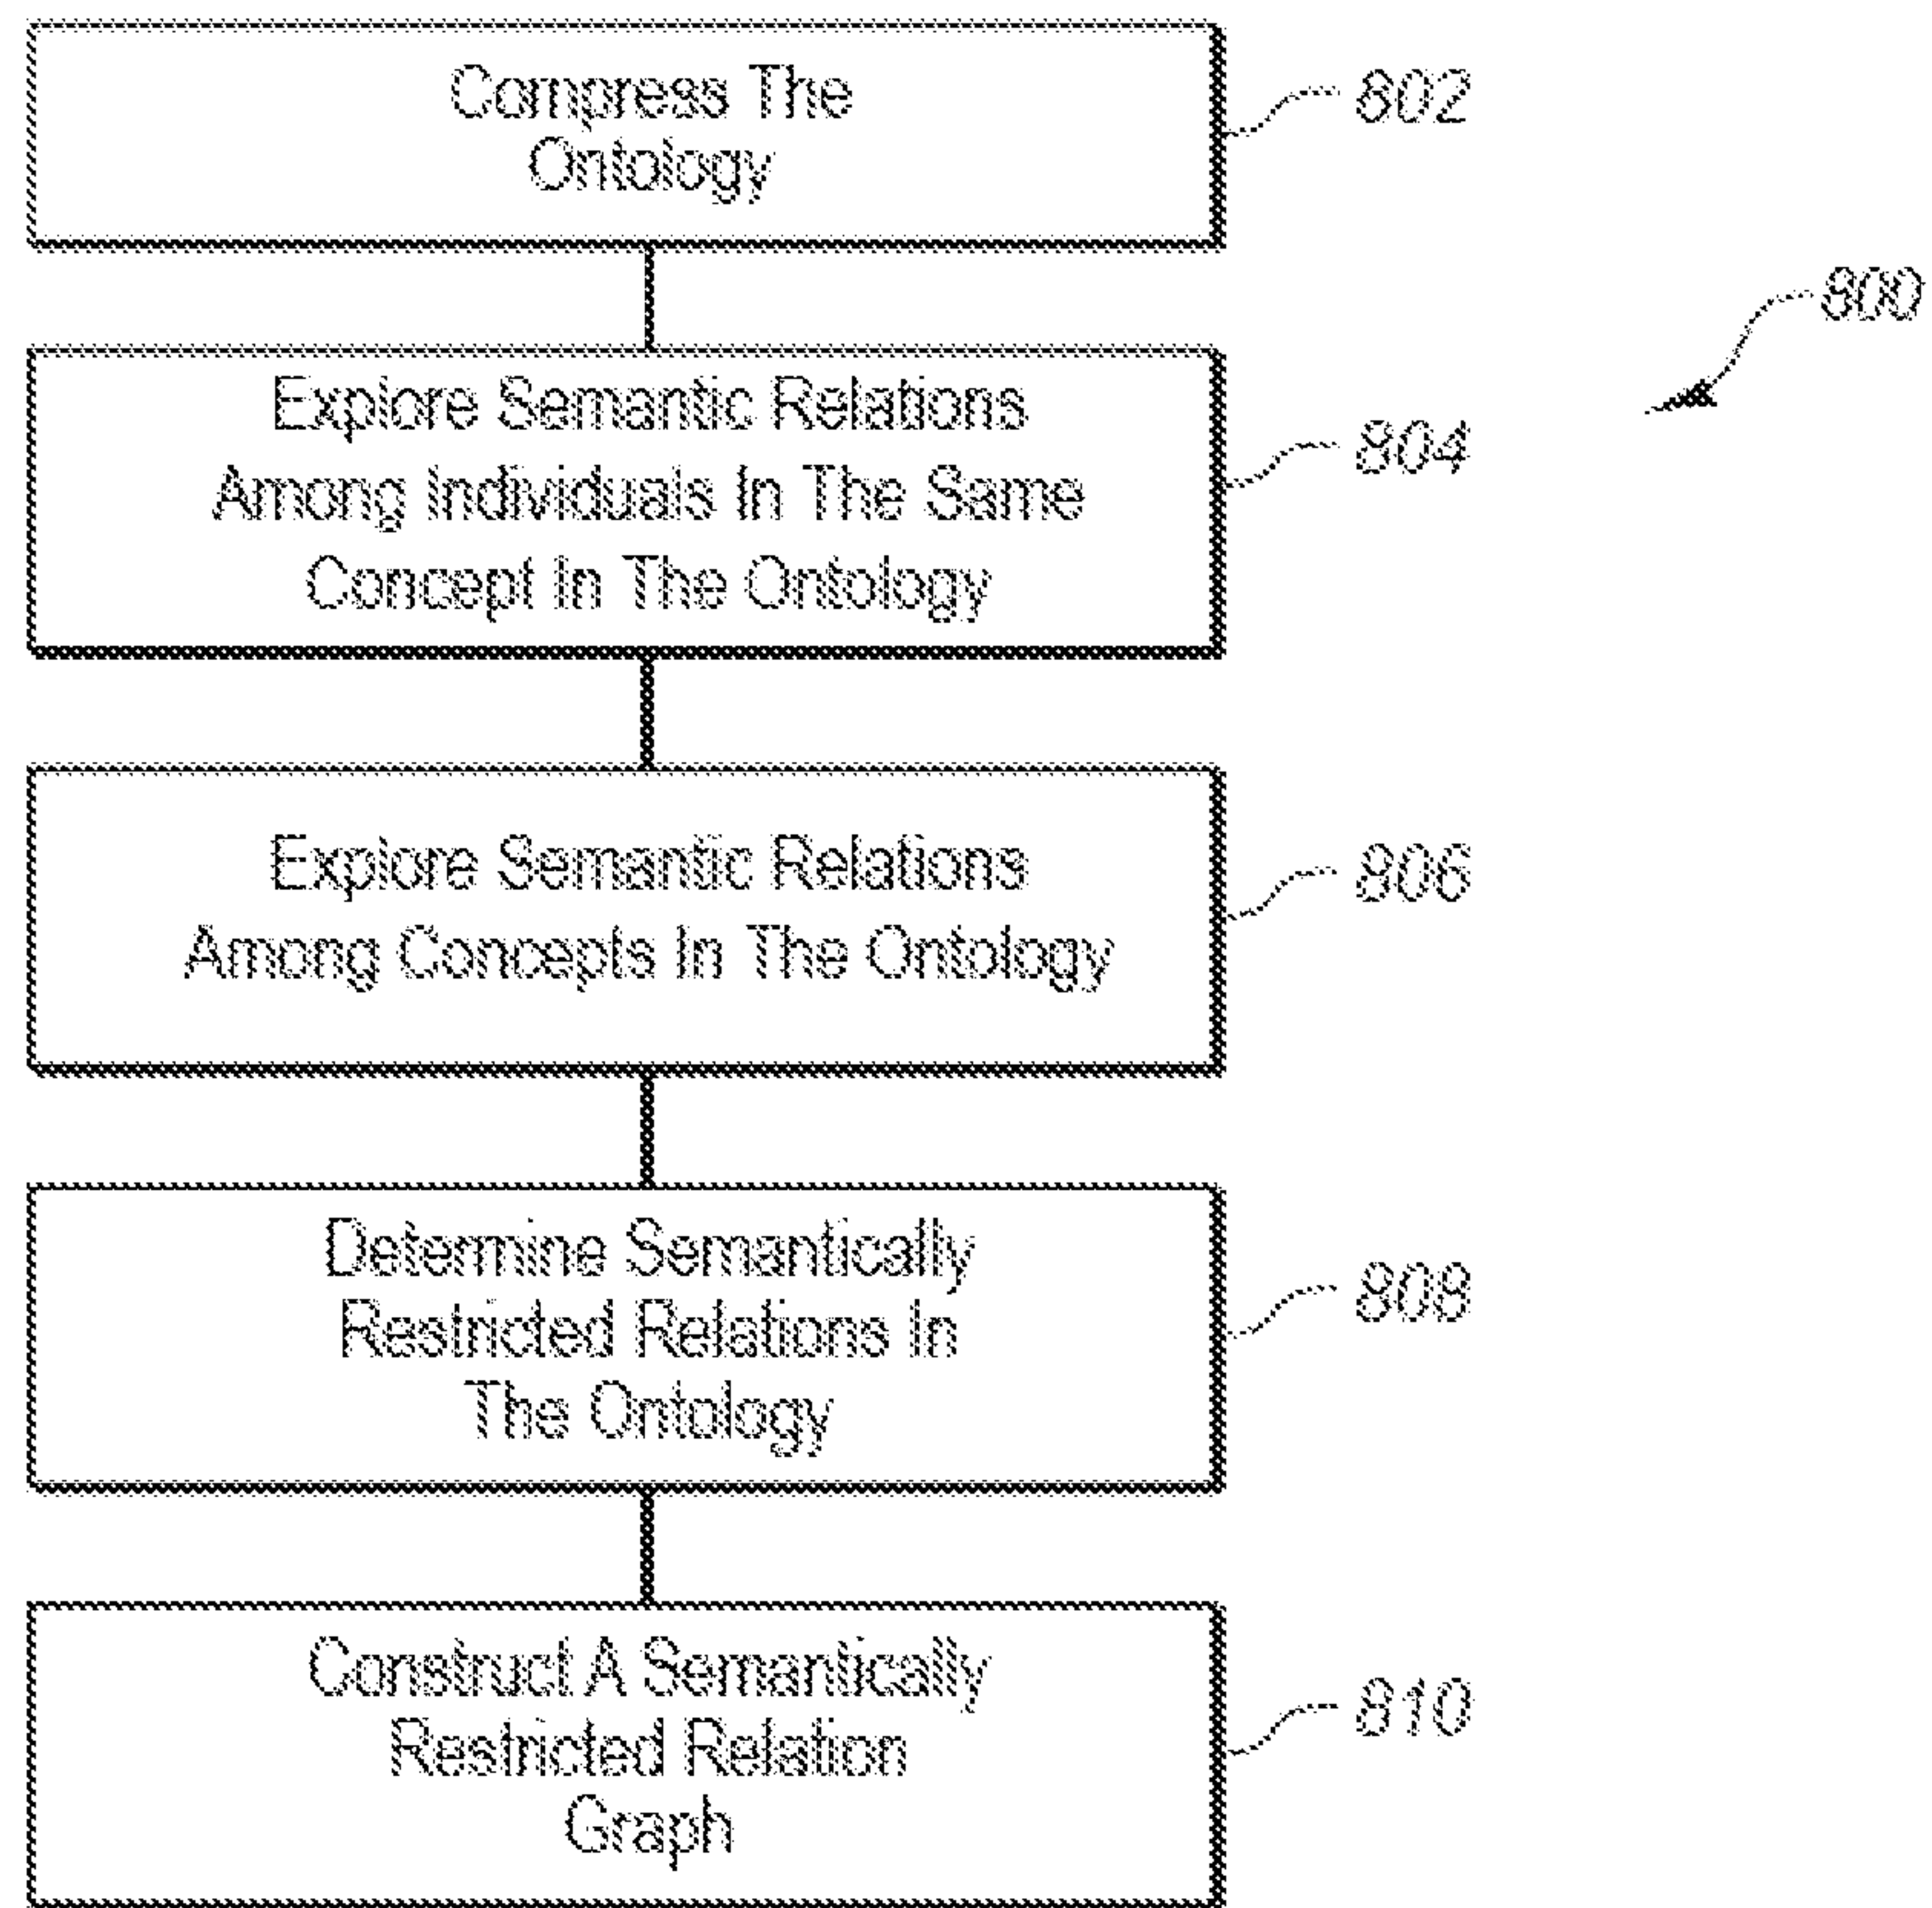 Compress The
Ontology
802
800
Explore Semantic Relations
Among Individuals In The Same
Concept In The Ontology
804
Explore Semantic Relations
Among Concepts In The Ontology
806
Determine Semantically
Restricted Relations In
The Ontology
808
Construct A Semantically
Restricted Relation
Graph
810